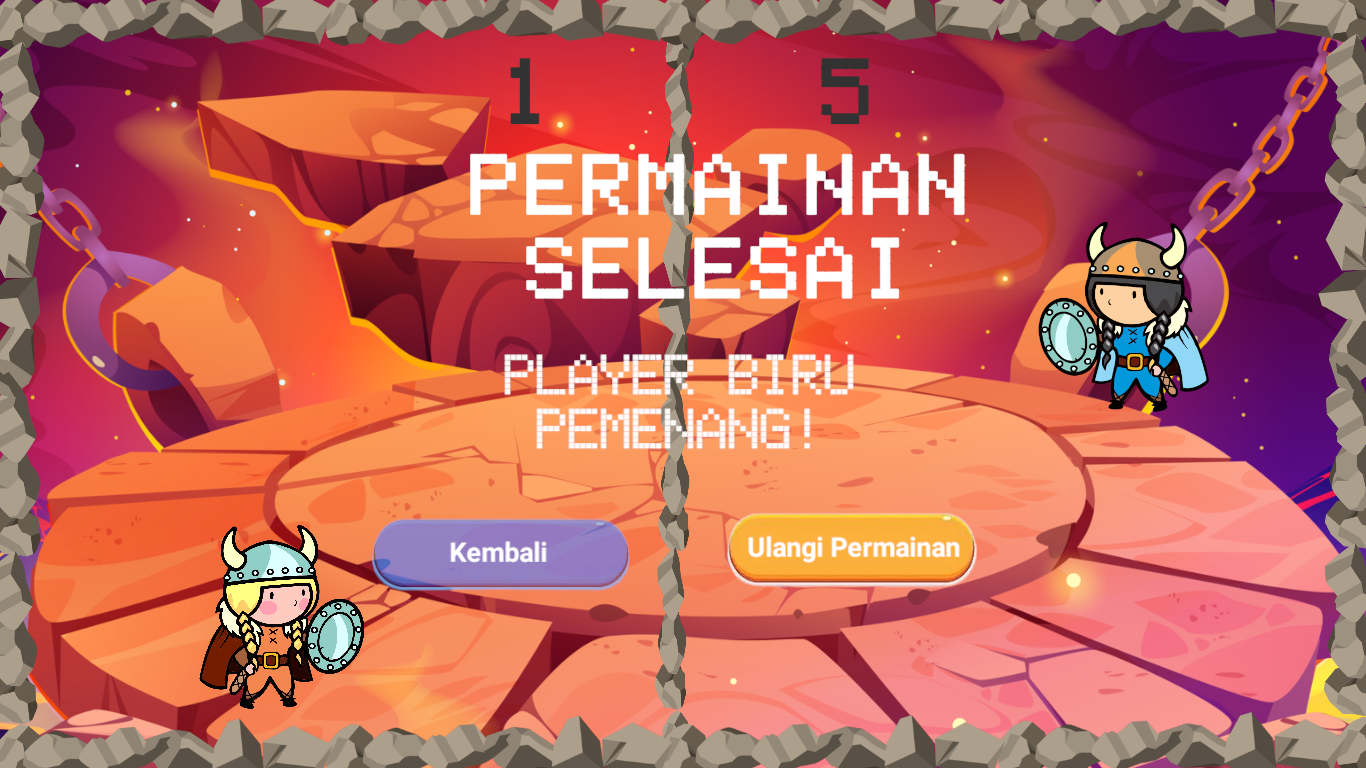 1 5
PERMAINAN
SELESAI
PLAYER BIRU
PEMENANG!
Kembali
Ulangi Permainan